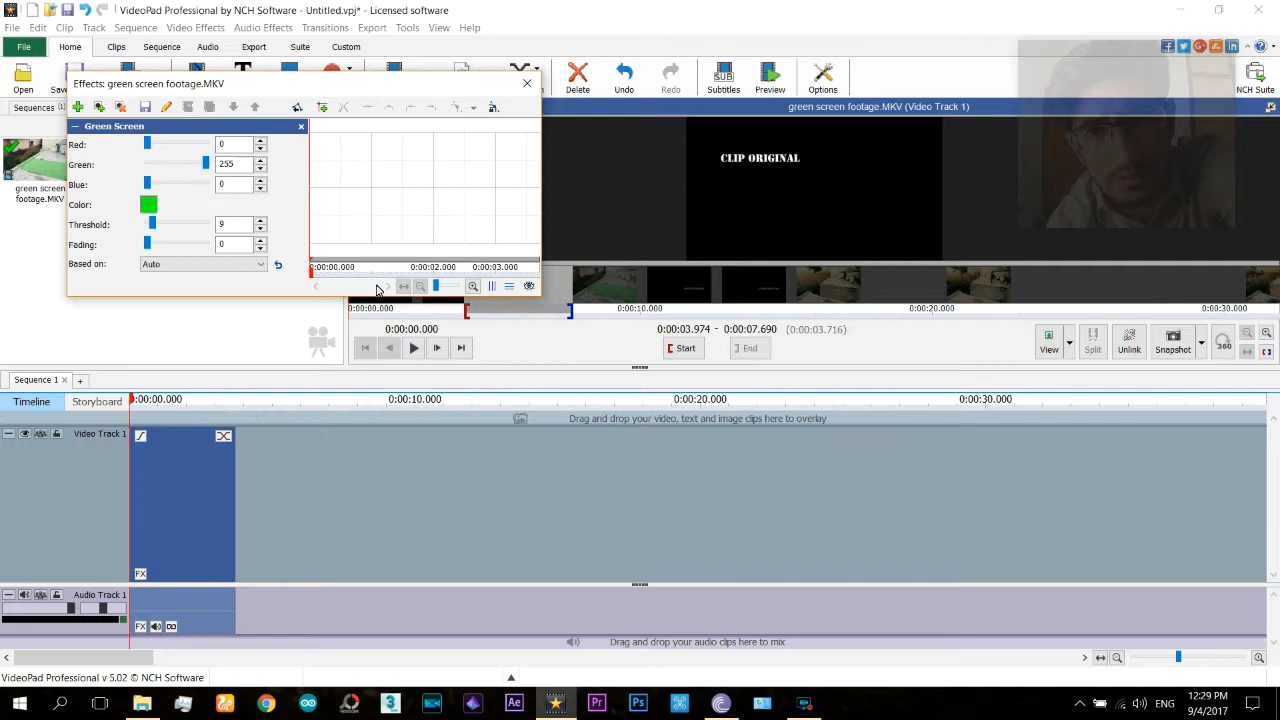 VideoPad Professional by NCH Software - Untitled.vpj* - Licensed software
File Edit Clip Track Sequence Video Effects Audio Effects Transitions Export Tools View Help
File Home Clips Sequence Audio Export Suite Custom
Open Delete Undo Redo Subtitles Preview Options NCH Suite
SUB
Effects: green screen footage.MKV
Sequences
green screen footage.MKV (Video Track 1)
Green Screen
Red: 0
Green: 255
Blue: 0
Color:
Threshold: 9
Fading: 0
Based on: Auto
0:00:00.000 0:00:02.000 0:00:03.000
green screen
footage.MKV
CLIP ORIGINAL
0:00:00.000 0:00:10.000 0:00:20.000 0:00:30.000
0:00:00.000
0:00:03.974 - 0:00:07.690 (0:00:03.716)
Start End
View Split Unlink Snapshot 360
Sequence 1
Timeline Storyboard
0:00:00.000 0:00:10.000 0:00:20.000 0:00:30.000
Drag and drop your video, text and image clips here to overlay
Video Track 1
FX
Audio Track 1
FX
Drag and drop your audio clips here to mix
VideoPad Professional v 5.02 © NCH Software
Ae Pr Ps
ENG
12:29 PM
9/4/2017